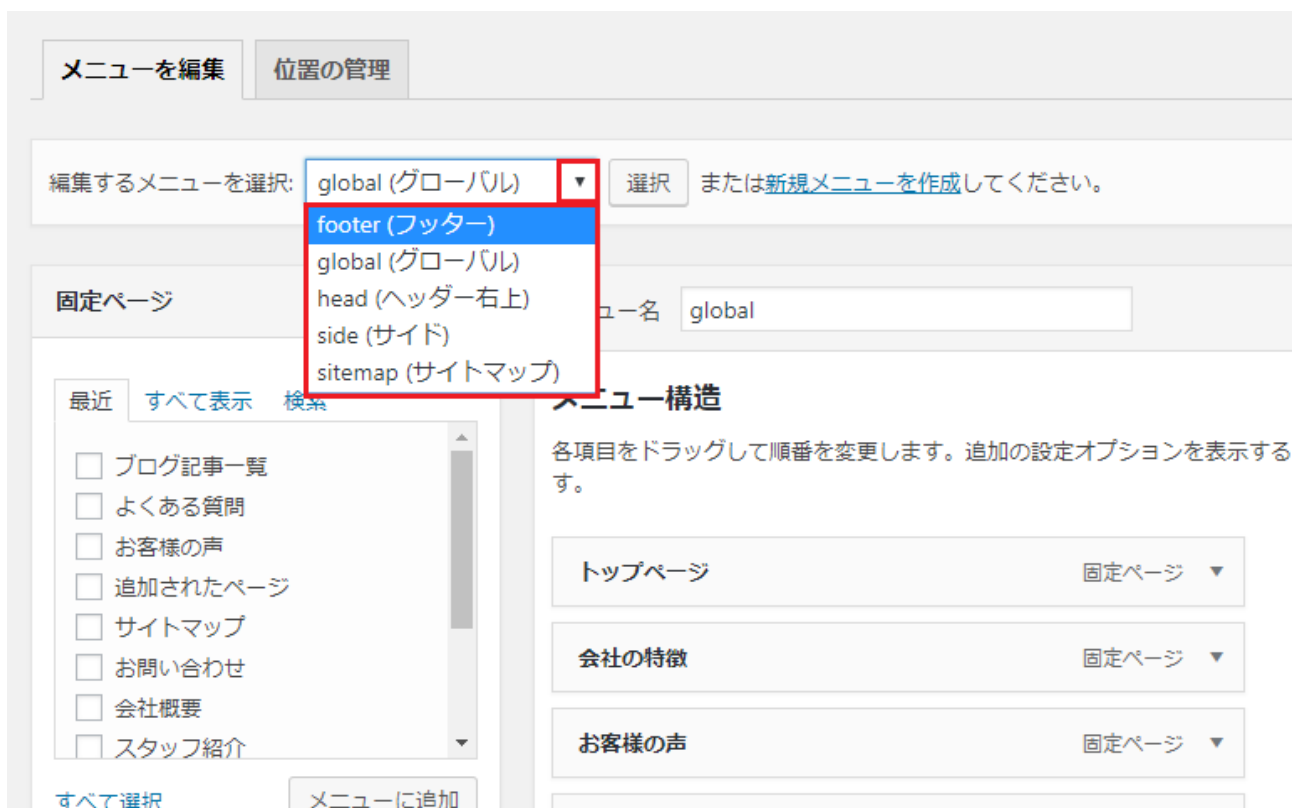 メニューを編集
位置の管理
編集するメニューを選択: global (グローバル) ▼ 選択 または新規メニューを作成してください。
footer (フッター)
global (グローバル)
head (ヘッダー右上)
side (サイド)
sitemap (サイトマップ)
固定ページ
ュー名 global
最近 すべて表示 検索
ブログ記事一覧
よくある質問
お客様の声
追加されたページ
サイトマップ
お問い合わせ
会社概要
スタッフ紹介
すべて選択 メニューに追加
メニュー構造
各項目をドラッグして順番を変更します。追加の設定オプションを表示する
す。
トップページ 固定ページ ▼
会社の特徴 固定ページ ▼
お客様の声 固定ページ ▼